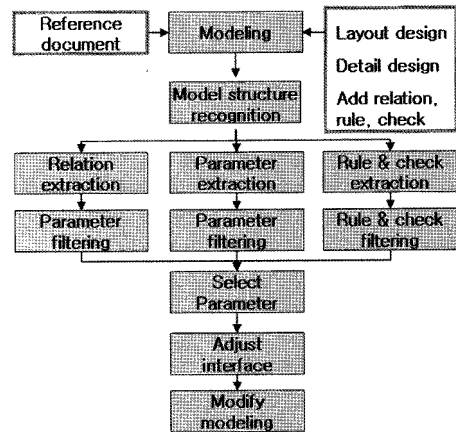 Reference
document
Modeling
Layout design
Detail design
Add relation,
rule, check
Model structure
recognition
Relation
extraction
Parameter
extraction
Rule & check
extraction
Parameter
filtering
Parameter
filtering
Rule & check
filtering
Select
Parameter
Adjust
interface
Modify
modeling